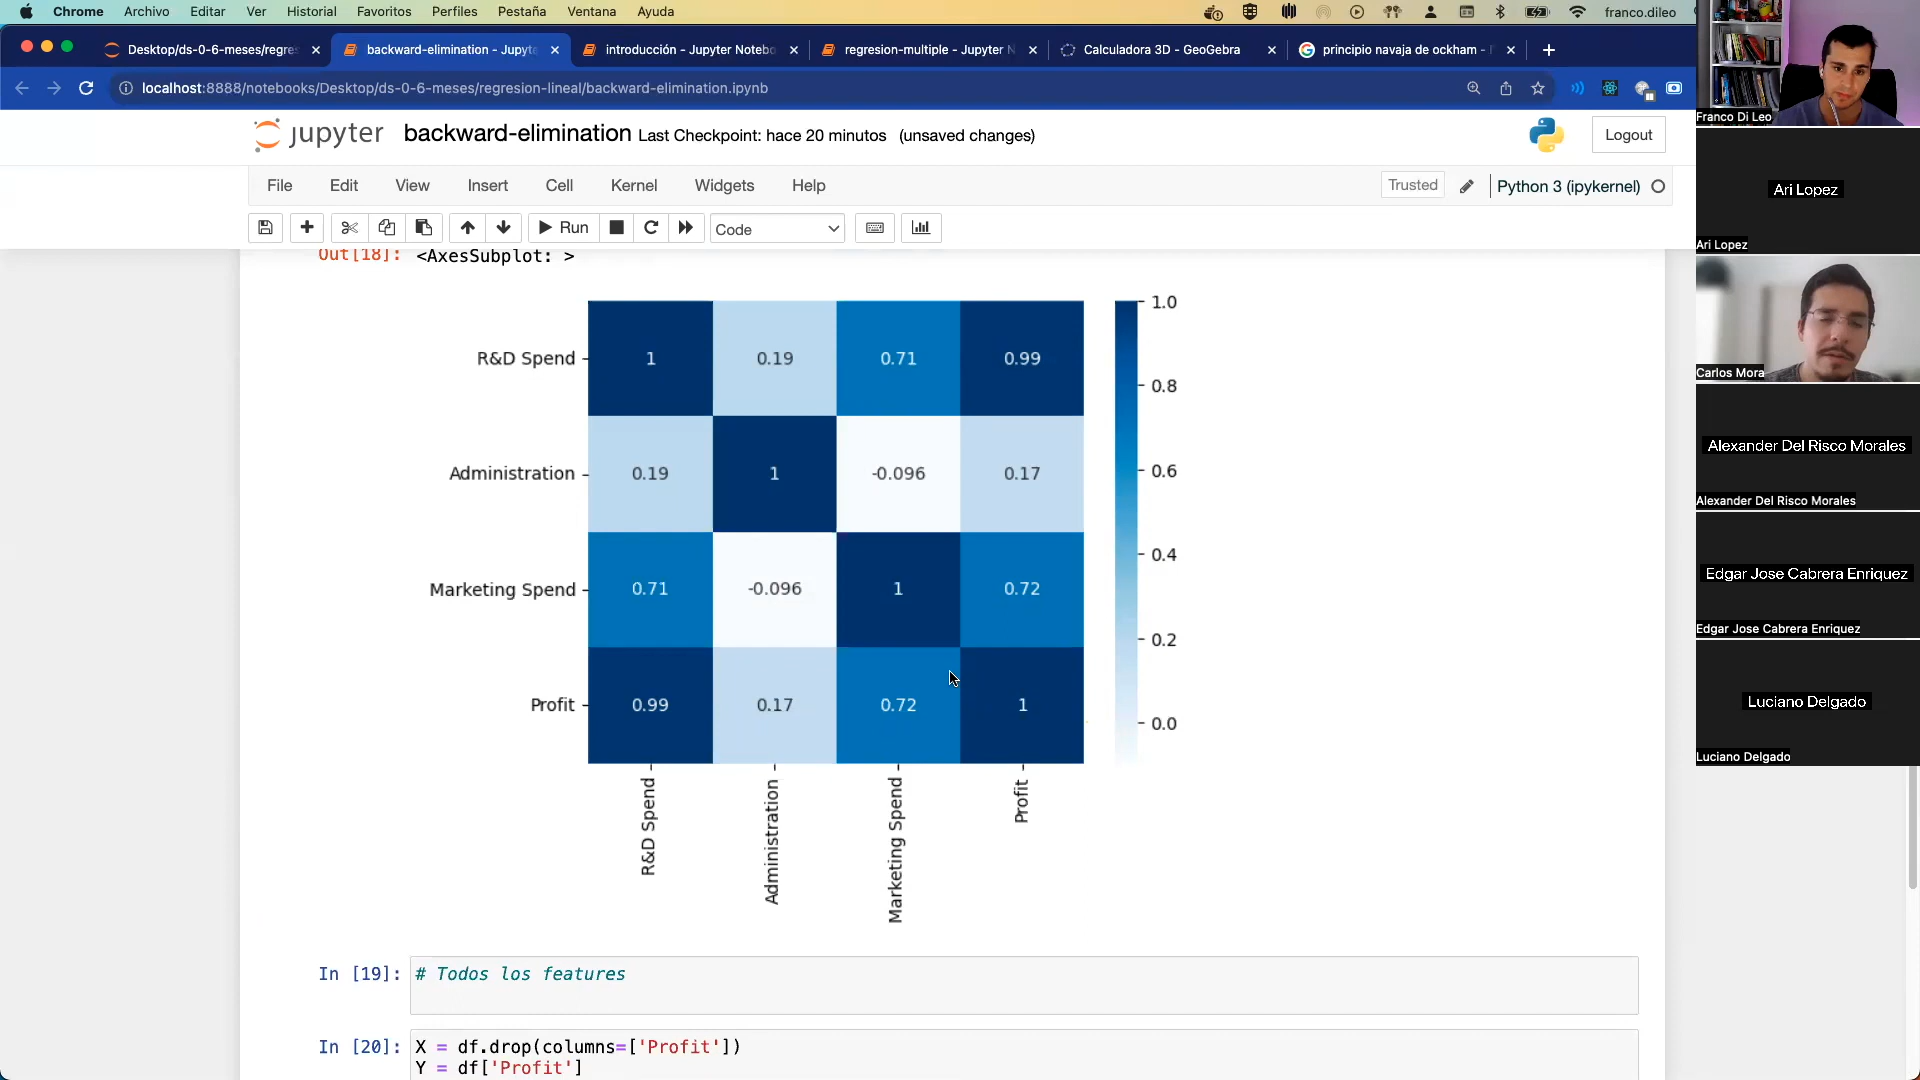 Chrome Archivo Editar Ver Historial Favoritos Perfiles Pestaña Ventana Ayuda franco.dileo
Desktop/ds-0-6-meses/regre backward-elimination - Jupyt introducción - Jupyter Notebo regresion-multiple - Jupyter N Calculadora 3D - GeoGebra principio navaja de ockham -
localhost:8888/notebooks/Desktop/ds-0-6-meses/regresion-lineal/backward-elimination.ipynb
jupyter backward-elimination Last Checkpoint: hace 20 minutos (unsaved changes) Logout
File Edit View Insert Cell Kernel Widgets Help Trusted Python 3 (ipykernel)
Run Code
Out[18]: <AxesSubplot: >
R&D Spend 1 0.19 0.71 0.99
Administration 0.19 1 -0.096 0.17
Marketing Spend 0.71 -0.096 1 0.72
Profit 0.99 0.17 0.72 1
R&D Spend
Administration
Marketing Spend
Profit
1.0
0.8
0.6
0.4
0.2
0.0
In [19]: # Todos los features
In [20]: X = df.drop(columns=['Profit'])
Y = df['Profit']
Franco Di Leo
Ari Lopez
Ari Lopez
Carlos Mora
Alexander Del Risco Morales
Alexander Del Risco Morales
Edgar Jose Cabrera Enriquez
Edgar Jose Cabrera Enriquez
Luciano Delgado
Luciano Delgado